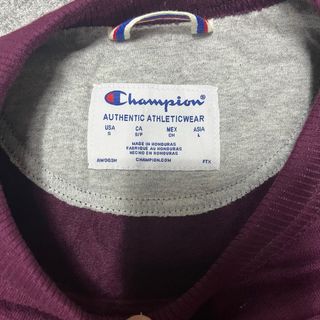 Champion
AUTHENTIC ATHLETICWEAR
USA CA MEX ASIA
S S/P CH L
MADE IN HONDURAS
FABRIQUE AU HONDURAS
HECHO EN HONDURAS
AW003H CHAMPION.COM FTX